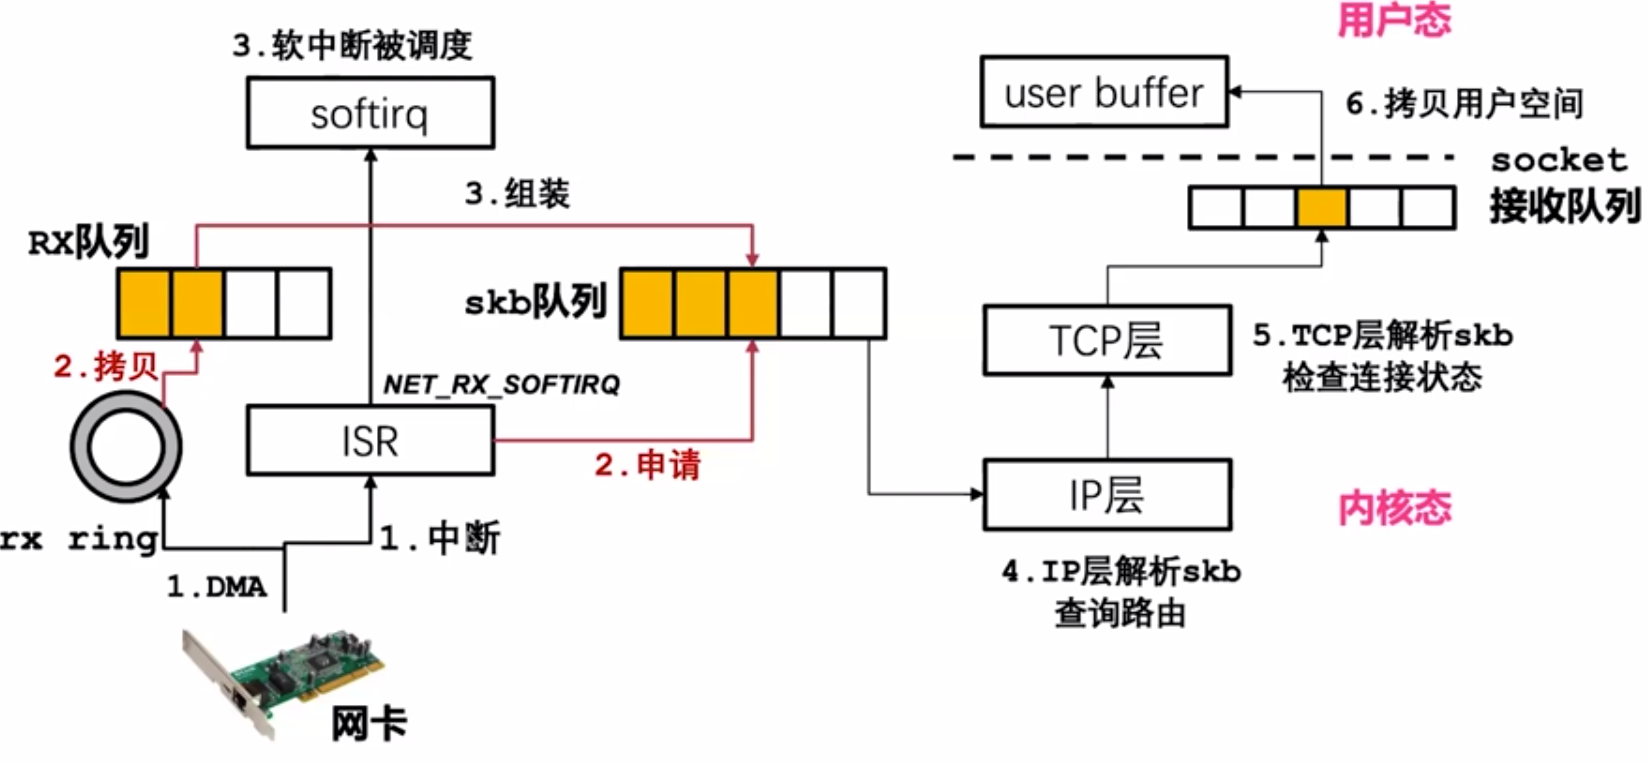 用户态
3.软中断被调度
softirq
user buffer
6.拷贝用户空间
socket
接收队列
3.组装
RX队列
skb队列
2.拷贝
NET_RX_SOFTIRQ
TCP层
5.TCP层解析skb
检查连接状态
ISR
2.申请
IP层
内核态
rx ring
1.中断
1.DMA
4.IP层解析skb
查询路由
网卡